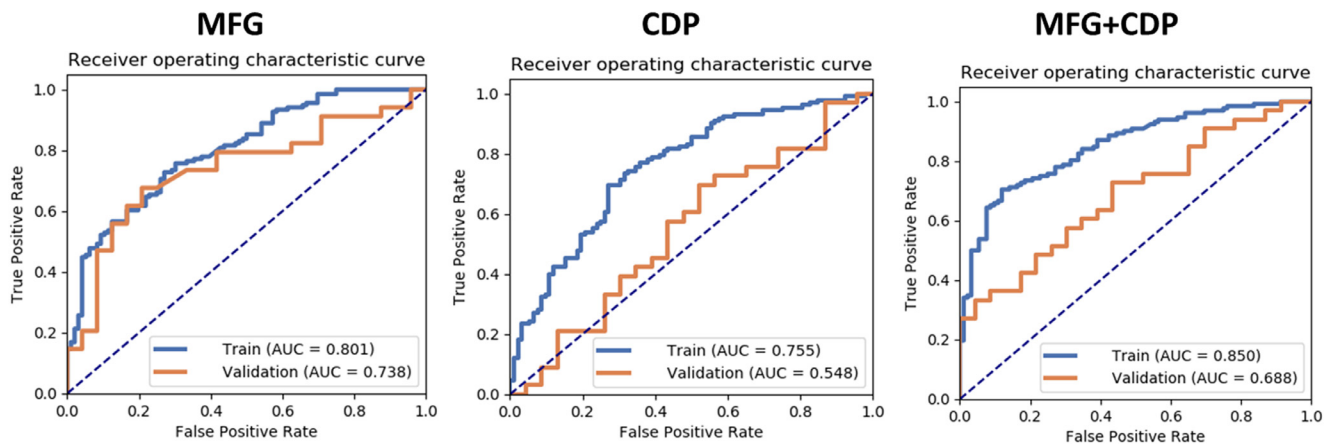 MFG
Receiver operating characteristic curve
1.0
0.8
0.6
0.4
0.2
0.0
True Positive Rate
Train (AUC = 0.801)
Validation (AUC = 0.738)
0.0 0.2 0.4 0.6 0.8 1.0
False Positive Rate
CDP
Receiver operating characteristic curve
1.0
0.8
0.6
0.4
0.2
0.0
True Positive Rate
Train (AUC = 0.755)
Validation (AUC = 0.548)
0.0 0.2 0.4 0.6 0.8 1.0
False Positive Rate
MFG+CDP
Receiver operating characteristic curve
1.0
0.8
0.6
0.4
0.2
0.0
True Positive Rate
Train (AUC = 0.850)
Validation (AUC = 0.688)
0.0 0.2 0.4 0.6 0.8 1.0
False Positive Rate